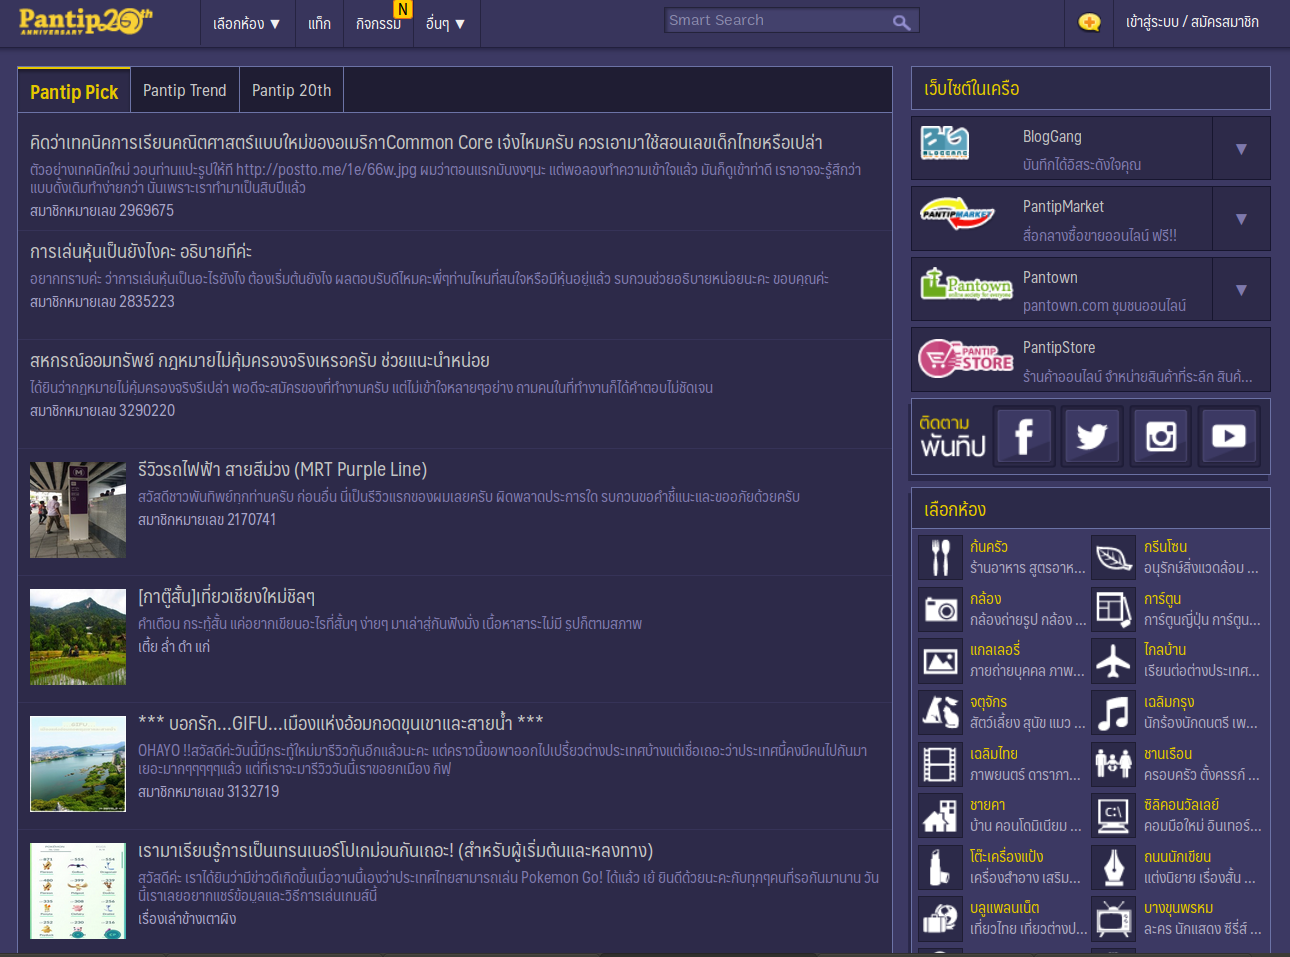 Pantip20th
ANNIVERSARY
เลือกห้อง ▼
แท็ก
กิจกรรม
N
อื่นๆ ▼
Smart Search
เข้าสู่ระบบ / สมัครสมาชิก
Pantip Pick
Pantip Trend
Pantip 20th
คิดว่าเทคนิคการเรียนคณิตศาสตร์แบบใหม่ของอเมริกาCommon Core เจ๋งไหมครับ ควรเอามาใช้สอนเลขเด็กไทยหรือเปล่า
ตัวอย่างเทคนิคใหม่ วอนท่านแปะรูปให้ที http://postto.me/1e/66w.jpg ผมว่าตอนแรกมันงงๆนะ แต่พอลองทำความเข้าใจแล้ว มันก็ดูเข้าท่าดี เราอาจจะรู้สึกว่า
แบบดั้งเดิมทำง่ายกว่า นั่นเพราะเราทำมาเป็นสิบปีแล้ว
สมาชิกหมายเลข 2969675
การเล่นหุ้นเป็นยังไงคะ อธิบายทีค่ะ
อยากทราบค่ะ ว่าการเล่นหุ้นเป็นอะไรยังไง ต้องเริ่มต้นยังไง ผลตอบรับดีไหมคะพี่ๆท่านไหนที่สนใจหรือมีหุ้นอยู่แล้ว รบกวนช่วยอธิบายหน่อยนะคะ ขอบคุณค่ะ
สมาชิกหมายเลข 2835223
สหกรณ์ออมทรัพย์ กฎหมายไม่คุ้มครองจริงเหรอครับ ช่วยแนะนำหน่อย
ได้ยินว่ากฎหมายไม่คุ้มครองจริงรึเปล่า พอดีจะสมัครของที่ทำงานครับ แต่ไม่เข้าใจหลายๆอย่าง ถามคนในที่ทำงานก็ได้คำตอบไม่ชัดเจน
สมาชิกหมายเลข 3290220
รีวิวรถไฟฟ้า สายสีม่วง (MRT Purple Line)
สวัสดีชาวพันทิพย์ทุกท่านครับ ก่อนอื่น นี่เป็นรีวิวแรกของผมเลยครับ ผิดพลาดประการใด รบกวนขอคำชี้แนะและขออภัยด้วยครับ
สมาชิกหมายเลข 2170741
[กาตู๊สั้น]เที่ยวเชียงใหม่ชิลๆ
คำเตือน กระทู้สั้น แค่อยากเขียนอะไรที่สั้นๆ ง่ายๆ มาเล่าสู่กันฟังมั่ง เนื้อหาสาระไม่มี รูปก็ตามสภาพ
เตี้ย ล่ำ ดำ แก่
*** บอกรัก...GIFU...เมืองแห่งอ้อมกอดขุนเขาและสายน้ำ ***
OHAYO !!สวัสดีค่ะวันนี้มีกระทู้ใหม่มารีวิวกันอีกแล้วนะคะ แต่คราวนี้ขอพาออกไปเปรี้ยวต่างประเทศบ้างแต่เชื่อเถอะว่าประเทศนี้คงมีคนไปกันมา
เยอะมากๆๆๆๆๆแล้ว แต่ที่เราจะมารีวิววันนี้เราขอยกเมือง กิฟุ
สมาชิกหมายเลข 3132719
เรามาเรียนรู้การเป็นเทรนเนอร์โปเกม่อนกันเถอะ! (สำหรับผู้เริ่มต้นและหลงทาง)
สวัสดีค่ะ เราได้ยินว่ามีข่าวดีเกิดขึ้นเมื่อวานนี้เองว่าประเทศไทยสามารถเล่น Pokemon Go! ได้แล้ว เย้ ยินดีด้วยนะคะกับทุกๆคนที่รอกันมานาน วัน
นี้เราเลยอยากแชร์ข้อมูลและวิธีการเล่นเกมส์นี้
เรื่องเล่าข้างเตาผิง
เว็บไซต์ในเครือ
BLOGGANG
BlogGang
บันทึกได้อิสระดังใจคุณ
▼
PANTIPMARKET
PantipMarket
สื่อกลางซื้อขายออนไลน์ ฟรี!!
▼
Pantown
online society for everyone
Pantown
pantown.com ชุมชนออนไลน์
▼
PANTIP STORE
PantipStore
ร้านค้าออนไลน์ จำหน่ายสินค้าที่ระลึก สินค้...
ติดตาม
พันทิป
เลือกห้อง
ก้นครัว
ร้านอาหาร สูตรอาห...
กรีนโซน
อนุรักษ์สิ่งแวดล้อม ...
กล้อง
กล้องถ่ายรูป กล้อง ...
การ์ตูน
การ์ตูนญี่ปุ่น การ์ตูน...
แกลเลอรี่
ภายถ่ายบุคคล ภาพ...
ไกลบ้าน
เรียนต่อต่างประเทศ...
จตุจักร
สัตว์เลี้ยง สุนัข แมว ...
เฉลิมกรุง
นักร้องนักดนตรี เพ...
เฉลิมไทย
ภาพยนตร์ ดาราภา...
ชานเรือน
ครอบครัว ตั้งครรภ์ ...
ชายคา
บ้าน คอนโดมิเนียม ...
C:\
ซิลิคอนวัลเลย์
คอมมือใหม่ อินเทอร์...
โต๊ะเครื่องแป้ง
เครื่องสำอาง เสริม...
ถนนนักเขียน
แต่งนิยาย เรื่องสั้น ...
บลูแพลนเน็ต
เที่ยวไทย เที่ยวต่างป...
บางขุนพรหม
ละคร นักแสดง ซีรี่ส์ ...